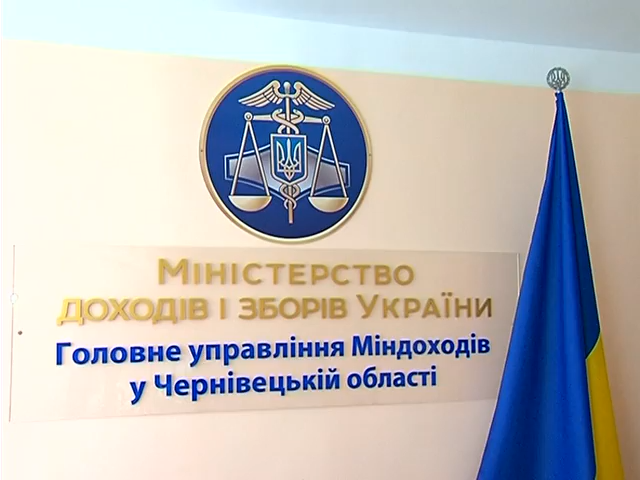 МІНІСТЕРСТВО
ДОХОДІВ І ЗБОРІВ УКРАЇНИ
Головне управління Міндоходів
у Чернівецькій області